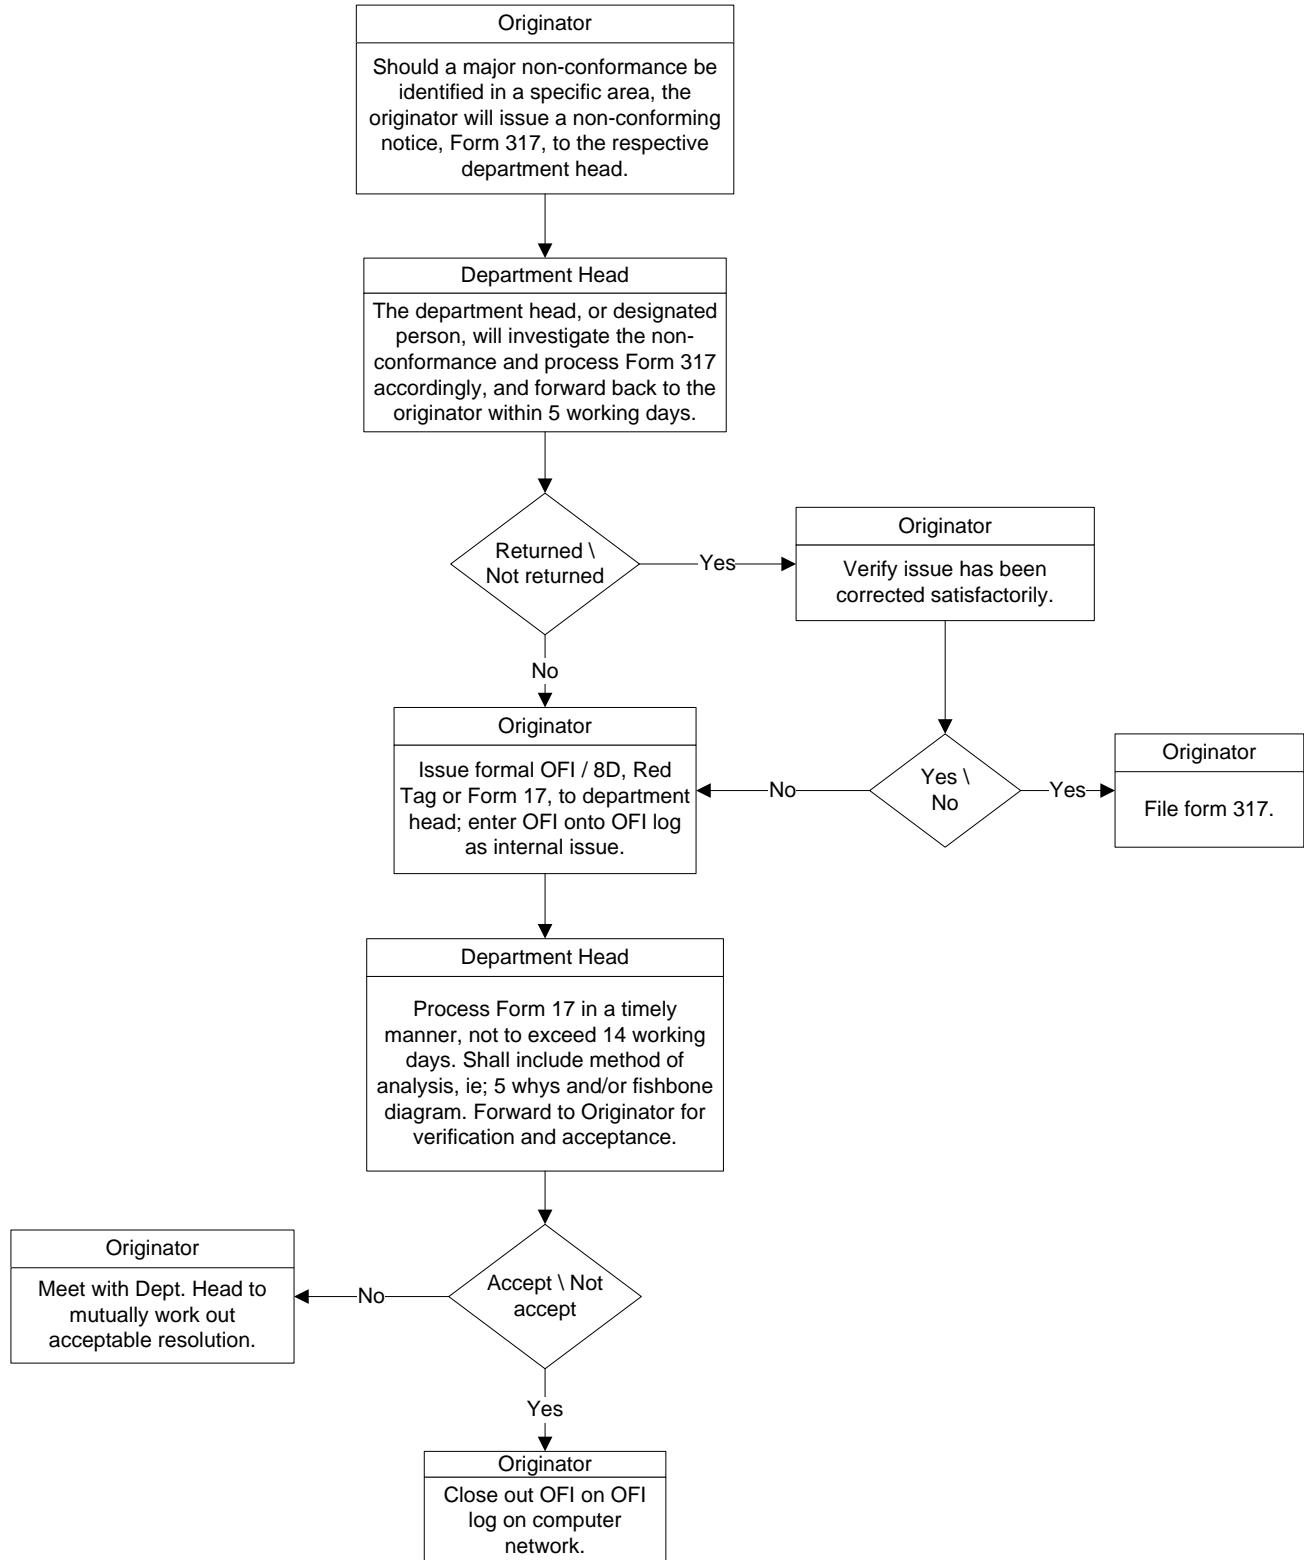 Originator
Should a major non-conformance be
identified in a specific area, the
originator will issue a non-conforming
notice, Form 317, to the respective
department head.
Department Head
The department head, or designated
person, will investigate the non-
conformance and process Form 317
accordingly, and forward back to the
originator within 5 working days.
Returned \
Not returned
Yes
Originator
Verify issue has been
corrected satisfactorily.
No
Originator
Issue formal OFI / 8D, Red
Tag or Form 17, to department
head; enter OFI onto OFI log
as internal issue.
No
Yes \
No
Yes
Originator
File form 317.
Department Head
Process Form 17 in a timely
manner, not to exceed 14 working
days. Shall include method of
analysis, ie; 5 whys and/or fishbone
diagram. Forward to Originator for
verification and acceptance.
Accept \ Not
accept
No
Originator
Meet with Dept. Head to
mutually work out
acceptable resolution.
Yes
Originator
Close out OFI on OFI
log on computer
network.